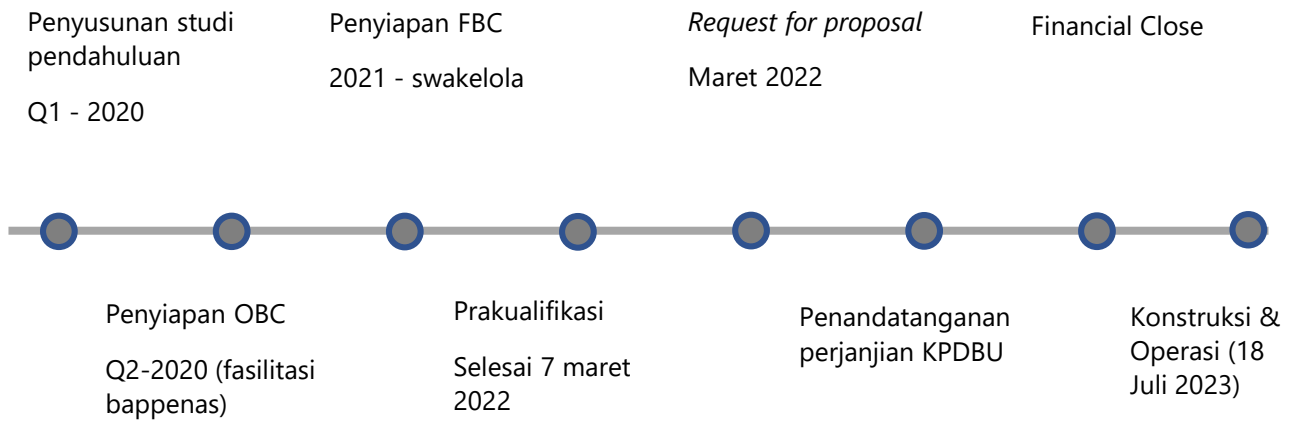 Penyusunan studi
pendahuluan
Q1 - 2020
Penyiapan FBC
2021 - swakelola
Request for proposal
Maret 2022
Financial Close
Penyiapan OBC
Q2-2020 (fasilitasi
bappenas)
Prakualifikasi
Selesai 7 maret
2022
Penandatanganan
perjanjian KPDBU
Konstruksi &
Operasi (18
Juli 2023)